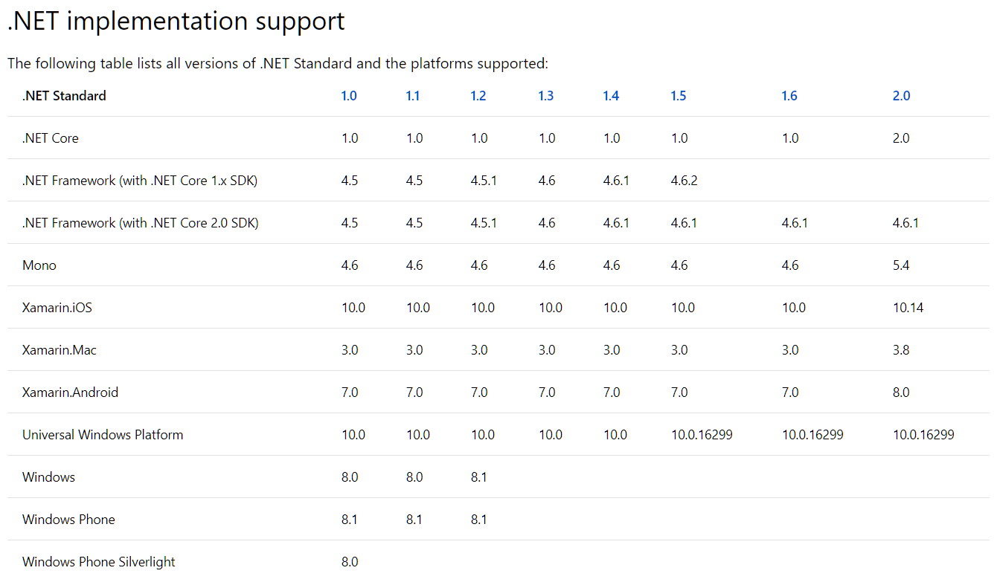 .NET implementation support
The following table lists all versions of .NET Standard and the platforms supported:
.NET Standard 1.0 1.1 1.2 1.3 1.4 1.5 1.6 2.0
.NET Core 1.0 1.0 1.0 1.0 1.0 1.0 1.0 2.0
.NET Framework (with .NET Core 1.x SDK) 4.5 4.5 4.5.1 4.6 4.6.1 4.6.2
.NET Framework (with .NET Core 2.0 SDK) 4.5 4.5 4.5.1 4.6 4.6.1 4.6.1 4.6.1 4.6.1
Mono 4.6 4.6 4.6 4.6 4.6 4.6 4.6 5.4
Xamarin.iOS 10.0 10.0 10.0 10.0 10.0 10.0 10.0 10.14
Xamarin.Mac 3.0 3.0 3.0 3.0 3.0 3.0 3.0 3.8
Xamarin.Android 7.0 7.0 7.0 7.0 7.0 7.0 7.0 8.0
Universal Windows Platform 10.0 10.0 10.0 10.0 10.0 10.0.16299 10.0.16299 10.0.16299
Windows 8.0 8.0 8.1
Windows Phone 8.1 8.1 8.1
Windows Phone Silverlight 8.0